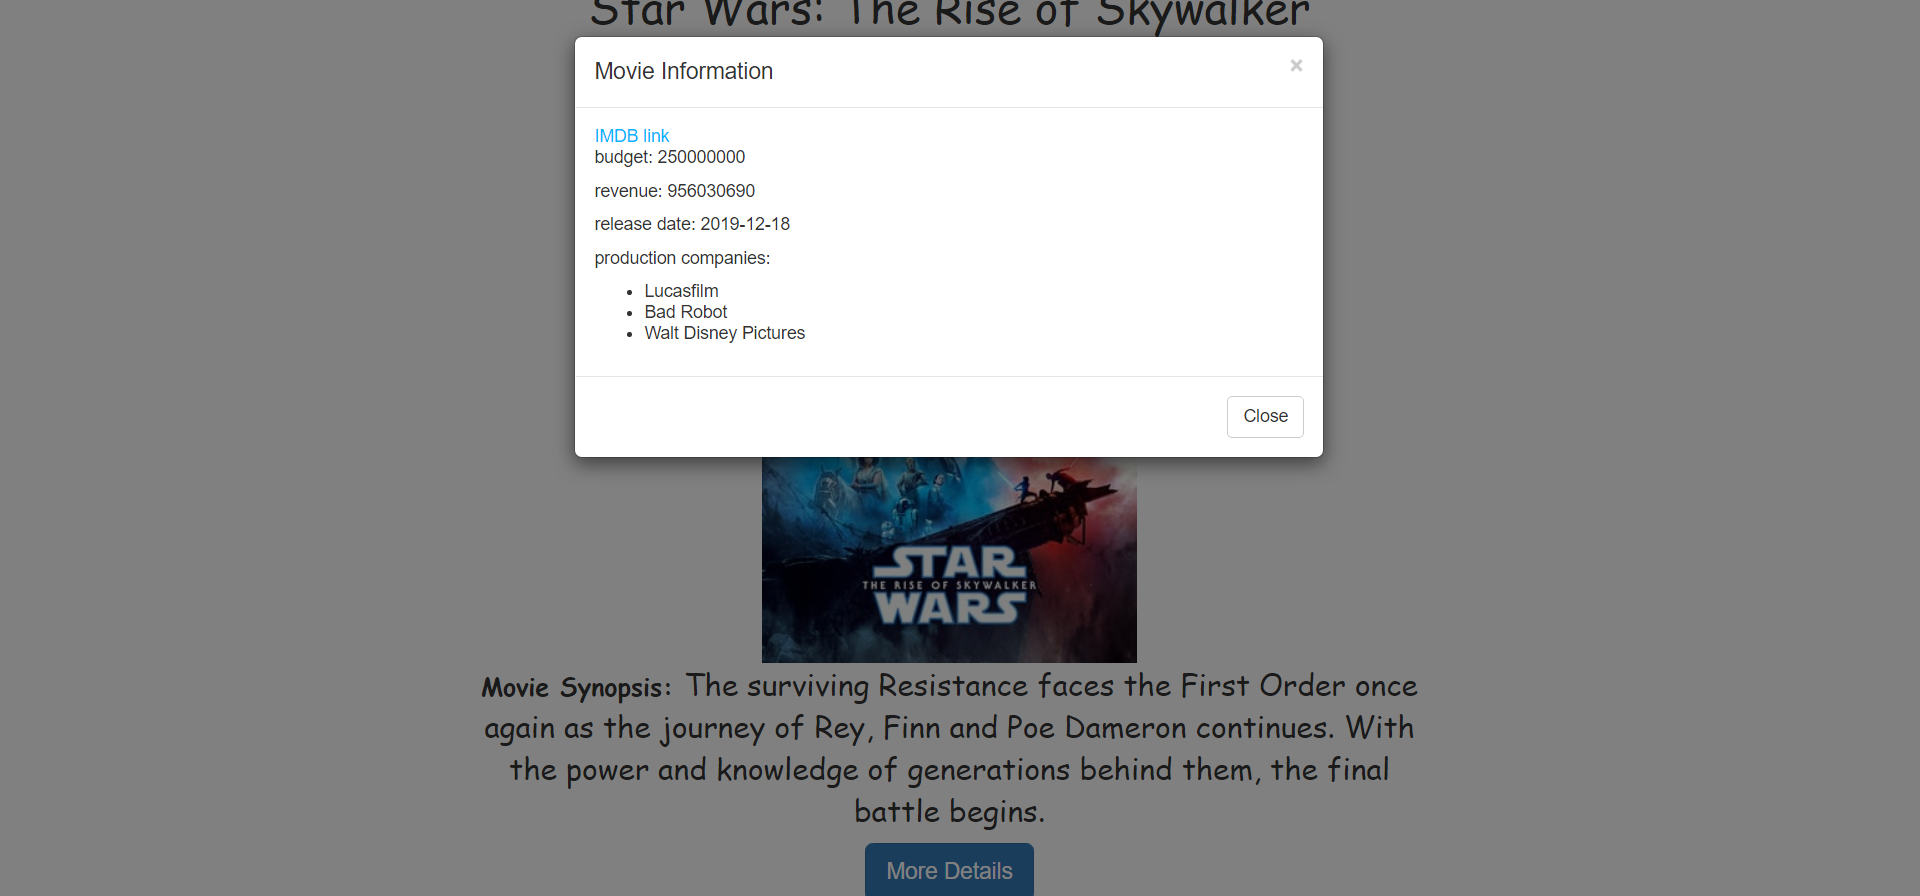 Star Wars: The Rise of Skywalker
Movie Information
×
IMDB link
budget: 250000000
revenue: 956030690
release date: 2019-12-18
production companies:
Lucasfilm
Bad Robot
Walt Disney Pictures
Close
STAR
THE RISE OF SKYWALKER
WARS
Movie Synopsis: The surviving Resistance faces the First Order once
again as the journey of Rey, Finn and Poe Dameron continues. With
the power and knowledge of generations behind them, the final
battle begins.
More Details